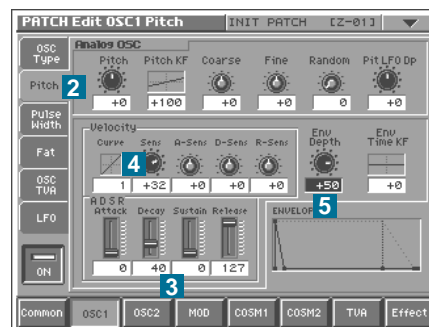 PATCH Edit OSC1 Pitch INIT PATCH [Z-01]
OSC Type
Pitch
Pulse Width
Fat
OSC TVA
LFO
ON
2
Analog OSC
Pitch Pitch KF Coarse Fine Random Pit LFO Dp
+0 +100 +0 +0 0 +0
Velocity
Curve Sens A-Sens D-Sens R-Sens
4
1 +32 +0 +0 +0
Env Depth
Env Time KF
+50 +0
5
ADSR
Attack Decay Sustain Release
0 40 0 127
3
ENVELOP
Common OSC1 OSC2 MOD COSM1 COSM2 TVA Effect